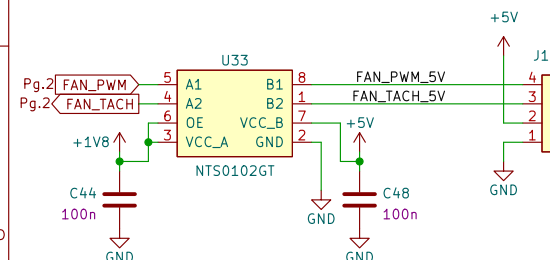 +5V
U33
J1
Pg.2 FAN_PWM 5 A1 B1 8 FAN_PWM_5V 4
Pg.2 FAN_TACH 4 A2 B2 1 FAN_TACH_5V 3
6 OE VCC_B 7 +5V 2
+1V8 3 VCC_A GND 2 1
NTS0102GT
C44 C48
100n 100n
GND GND
GND GND